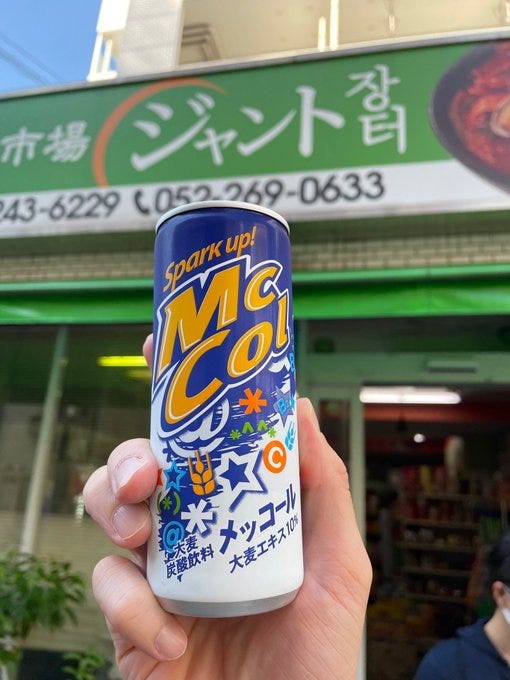 市場 ジャント 장터
243-6229 052-269-0633
Spark up!
Mc
Col
メッコール
大麦エキス10%
大麦
炭酸飲料